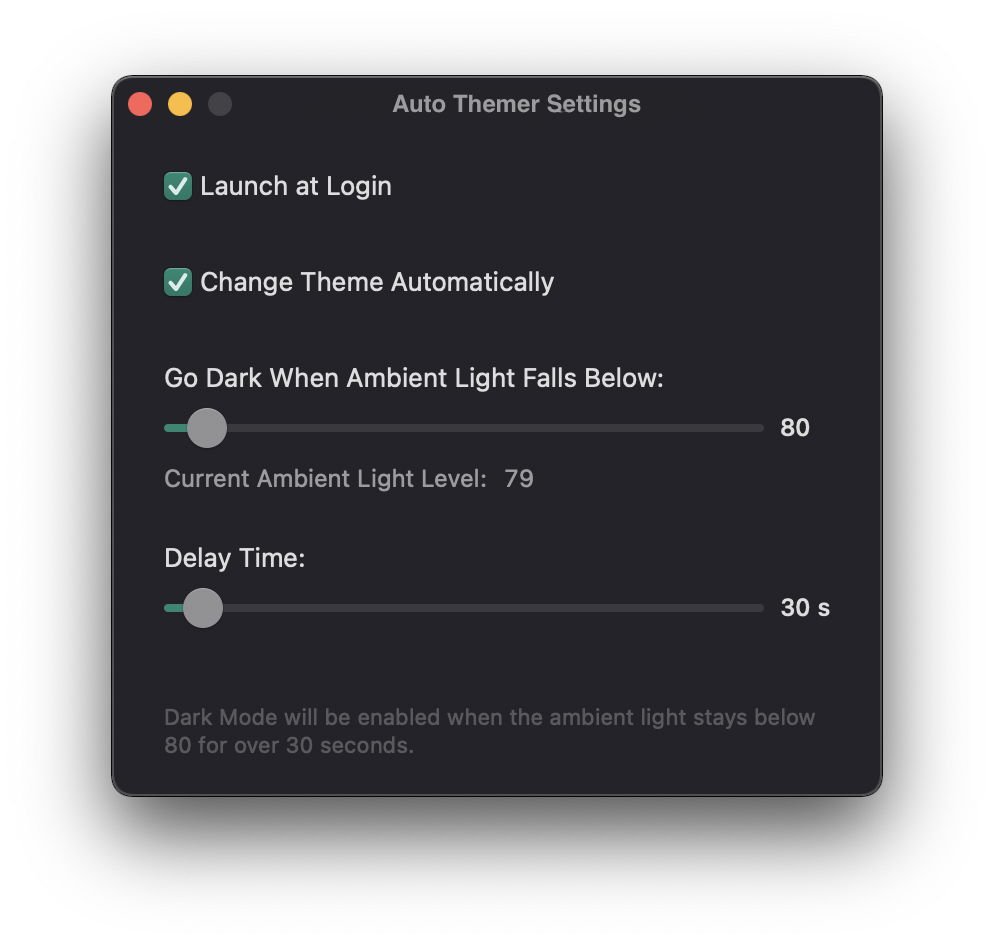 Auto Themer Settings
Launch at Login
Change Theme Automatically
Go Dark When Ambient Light Falls Below:
80
Current Ambient Light Level: 79
Delay Time:
30 s
Dark Mode will be enabled when the ambient light stays below
80 for over 30 seconds.